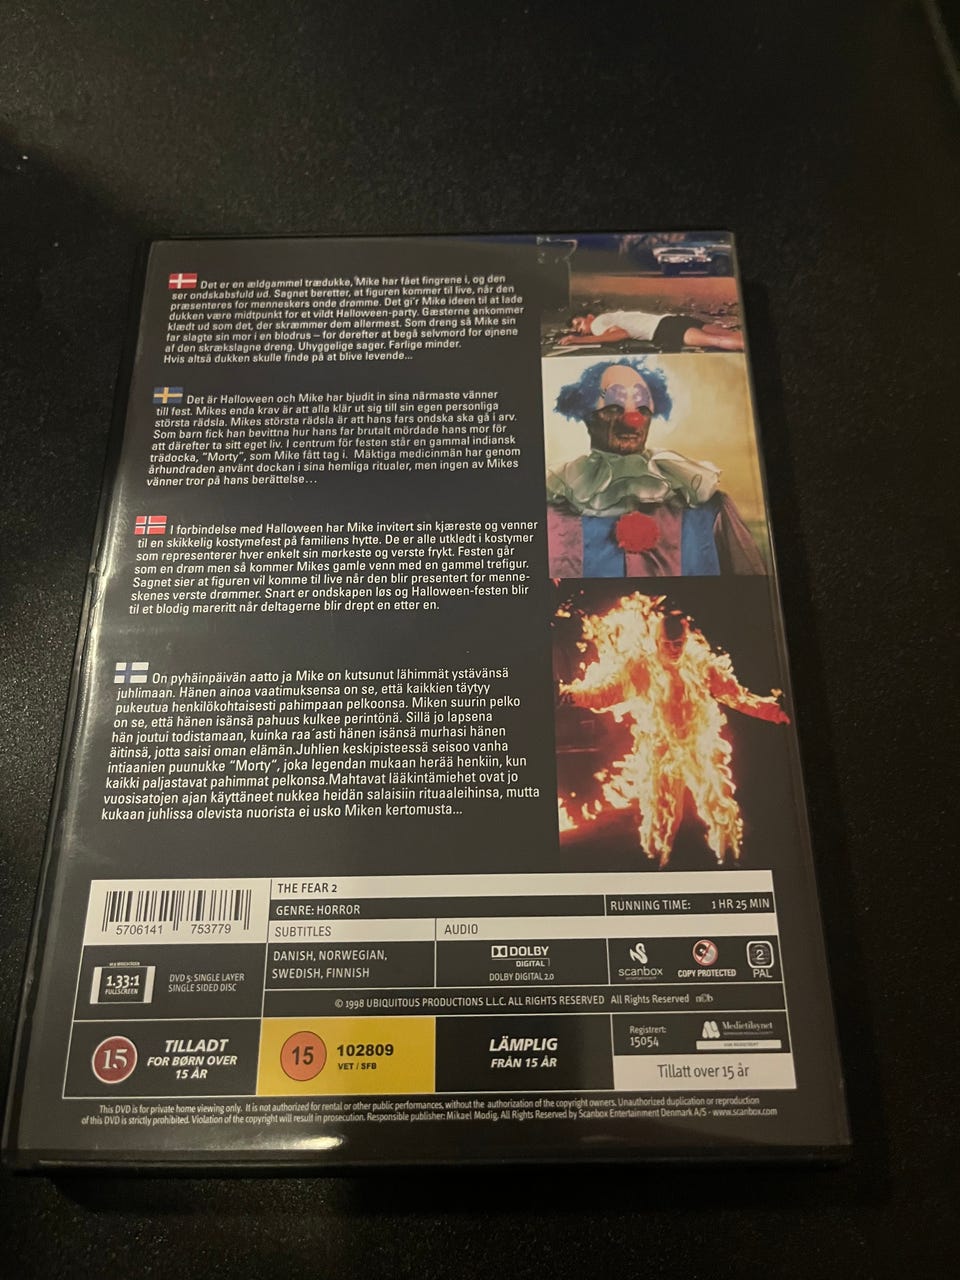 Det er en ældgammel trædukke, Mike har fået fingrene i, og den
ser ondskabsfuld ud. Sagnet beretter, at figuren kommer til live, når den
præsenteres for menneskers onde drømme. Det gi'r Mike ideen til at lade
dukken være midtpunkt for et vildt Halloween-party. Gæsterne ankommer
klædt ud som det, der skræmmer dem allermest. Som dreng så Mike sin
far slagte sin mor i en blodrus – for derefter at begå selvmord for øjnene
af den skrækslagne dreng. Uhyggelige sager. Farlige minder.
Hvis altså dukken skulle finde på at blive levende...
Det är Halloween och Mike har bjudit in sina närmaste vänner
till fest. Mikes enda krav är att alla klär ut sig till sin egen personliga
största rädsla. Mikes största rädsla är att hans fars ondska ska gå i arv.
Som barn fick han bevittna hur hans far brutalt mördade hans mor för
att därefter ta sitt eget liv. I centrum för festen står en gammal indiansk
trädocka, "Morty", som Mike fått tag i. Mäktiga medicinmän har genom
århundraden använt dockan i sina hemliga ritualer, men ingen av Mikes
vänner tror på hans berättelse...
I forbindelse med Halloween har Mike invitert sin kjæreste og venner
til en skikkelig kostymefest på familiens hytte. De er alle utkledt i kostymer
som representerer hver enkelt sin mørkeste og verste frykt. Festen går
som en drøm men så kommer Mikes gamle venn med en gammel trefigur.
Sagnet sier at figuren vil komme til live når den blir presentert for menne-
skenes verste drømmer. Snart er ondskapen løs og Halloween-festen blir
til et blodig mareritt når deltagerne blir drept en etter en.
On pyhäinpäivän aatto ja Mike on kutsunut lähimmät ystävänsä
juhlimaan. Hänen ainoa vaatimuksensa on se, että kaikkien täytyy
pukeutua henkilökohtaisesti pahimpaan pelkoonsa. Miken suurin pelko
on se, että hänen isänsä pahuus kulkee perintönä. Sillä jo lapsena
hän joutui todistamaan, kuinka raa´asti hänen isänsä murhasi hänen
äitinsä, jotta saisi oman elämän.Juhlien keskipisteessä seisoo vanha
intiaanien puunukke "Morty", joka legendan mukaan herää henkiin, kun
kaikki paljastavat pahimmat pelkonsa.Mahtavat lääkintämiehet ovat jo
vuosisatojen ajan käyttäneet nukkea heidän salaisiin rituaaleihinsa, mutta
kukaan juhlissa olevista nuorista ei usko Miken kertomusta...
5706141 753779
THE FEAR 2
GENRE: HORROR
RUNNING TIME: 1 HR 25 MIN
SUBTITLES
AUDIO
1.33:1
FULLSCREEN
DVD 5: SINGLE LAYER
SINGLE SIDED DISC
DANISH, NORWEGIAN,
SWEDISH, FINNISH
DOLBY
DIGITAL
DOLBY DIGITAL 2.0
scanbox
entertainment
COPY PROTECTED
2
PAL
© 1998 UBIQUITOUS PRODUCTIONS L.L.C. ALL RIGHTS RESERVED All Rights Reserved n©b
15
TILLADT
FOR BØRN OVER
15 ÅR
15
102809
VET / SFB
LÄMPLIG
FRÅN 15 ÅR
Registrert:
15054
Medietilsynet
Tillatt over 15 år
This DVD is for private home viewing only. It is not authorized for rental or other public performances, without the authorization of the copyright owners. Unauthorized duplication or reproduction
of this DVD is strictly prohibited. Violation of the copyright will result in prosecution. Responsible publisher: Mikael Modig. All Rights Reserved by Scanbox Entertainment Denmark A/S - www.scanbox.com